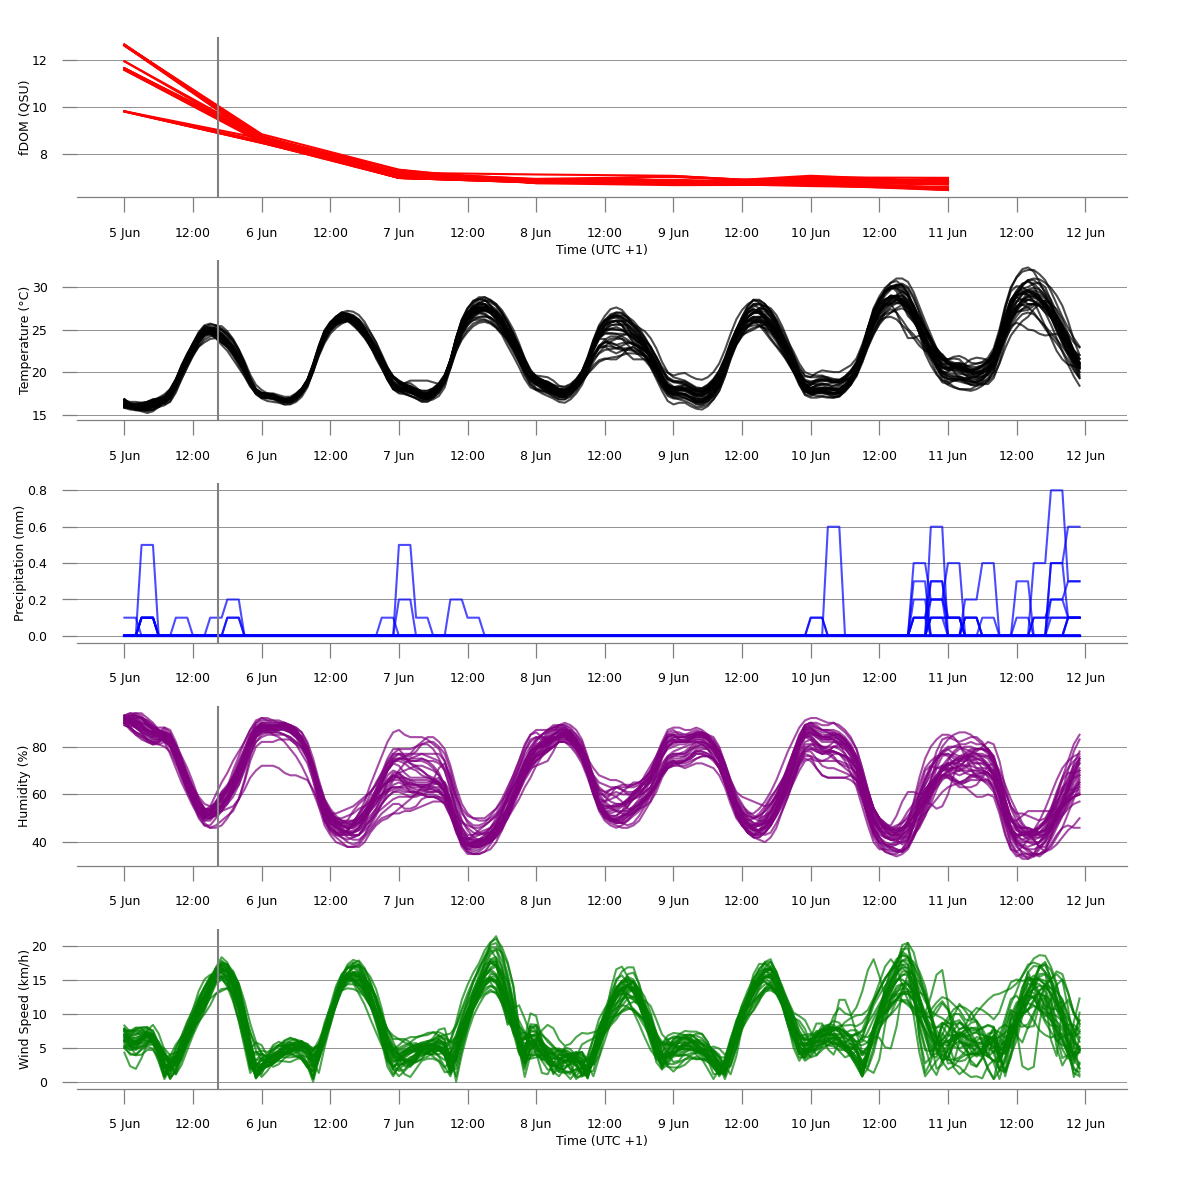 12
10
8
fDOM (QSU)
5 Jun 12:00 6 Jun 12:00 7 Jun 12:00 8 Jun 12:00 9 Jun 12:00 10 Jun 12:00 11 Jun 12:00 12 Jun
Time (UTC +1)
30
25
20
15
Temperature (°C)
5 Jun 12:00 6 Jun 12:00 7 Jun 12:00 8 Jun 12:00 9 Jun 12:00 10 Jun 12:00 11 Jun 12:00 12 Jun
0.8
0.6
0.4
0.2
0.0
Precipitation (mm)
5 Jun 12:00 6 Jun 12:00 7 Jun 12:00 8 Jun 12:00 9 Jun 12:00 10 Jun 12:00 11 Jun 12:00 12 Jun
80
60
40
Humidity (%)
5 Jun 12:00 6 Jun 12:00 7 Jun 12:00 8 Jun 12:00 9 Jun 12:00 10 Jun 12:00 11 Jun 12:00 12 Jun
20
15
10
5
0
Wind Speed (km/h)
5 Jun 12:00 6 Jun 12:00 7 Jun 12:00 8 Jun 12:00 9 Jun 12:00 10 Jun 12:00 11 Jun 12:00 12 Jun
Time (UTC +1)